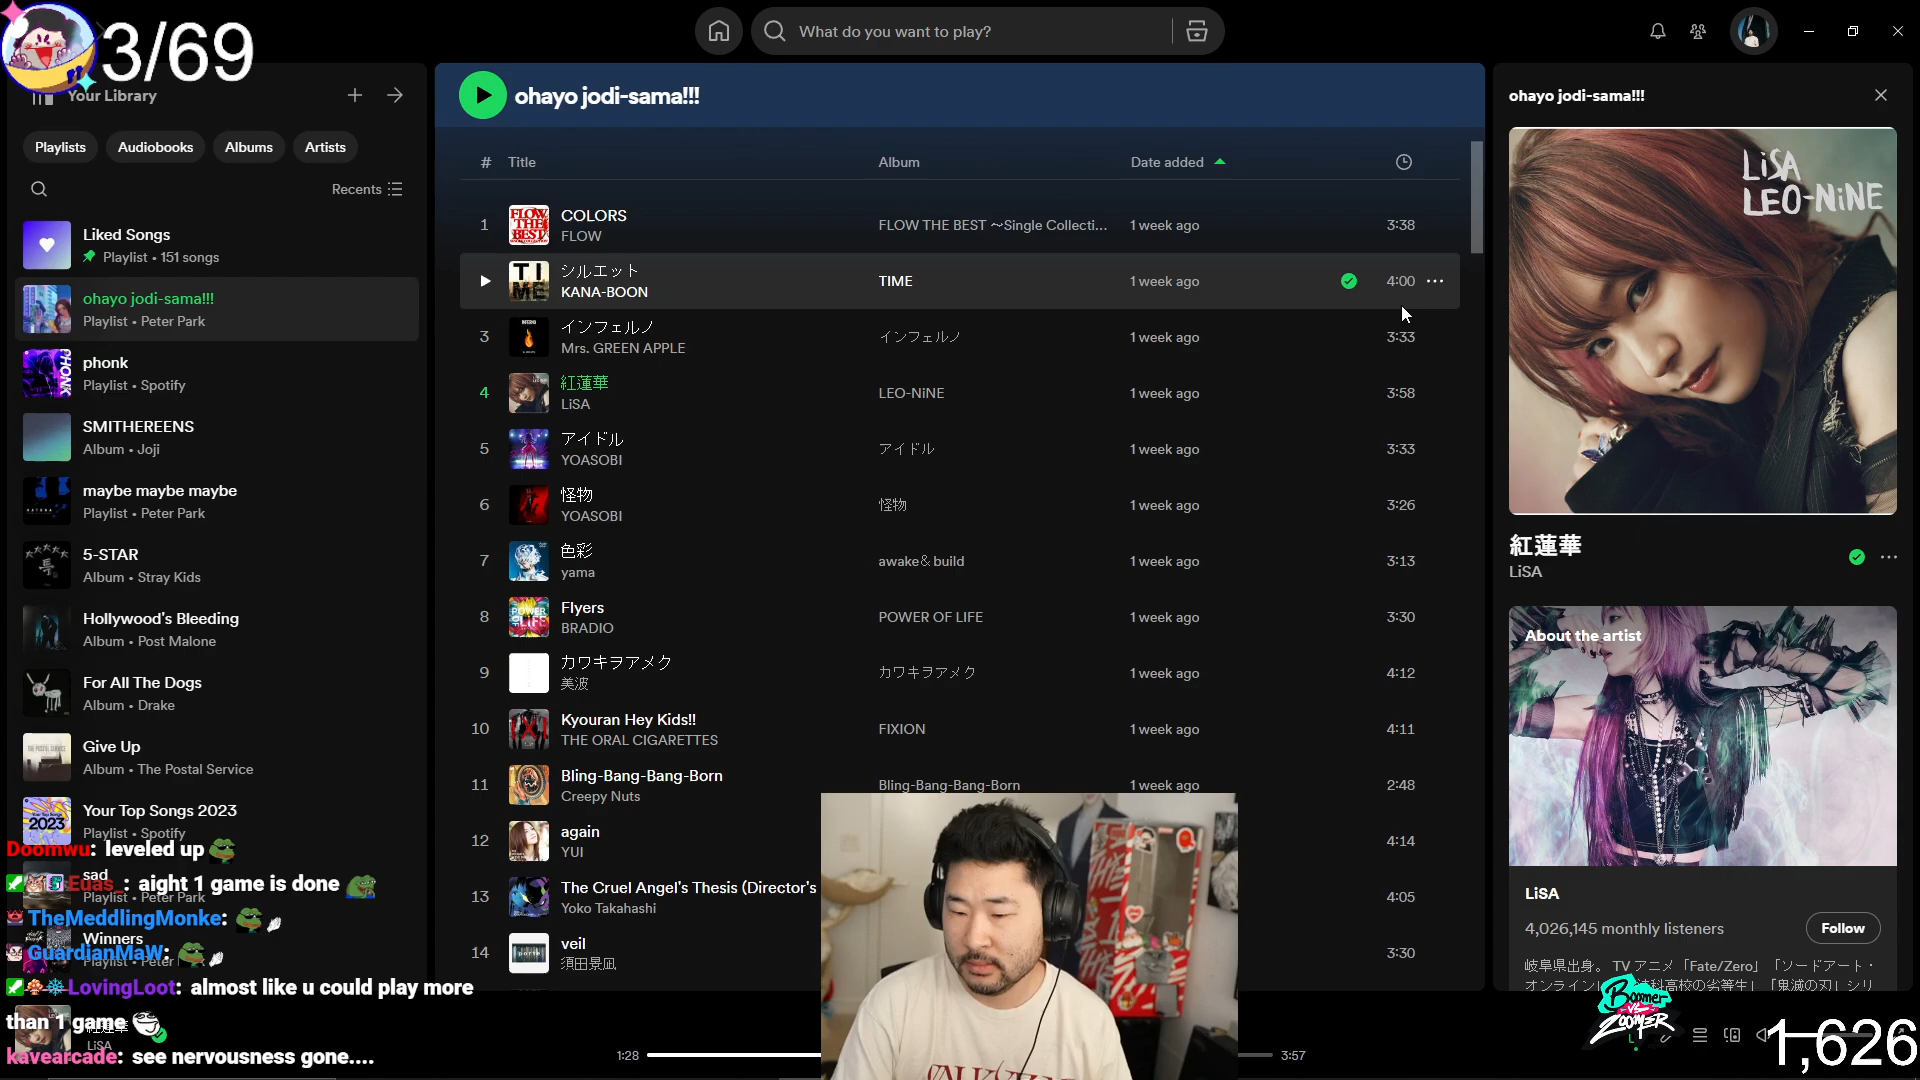 3/69
What do you want to play?
Your Library
Playlists
Audiobooks
Albums
Artists
Recents
Liked Songs
Playlist • 151 songs
ohayo jodi-sama!!!
Playlist • Peter Park
phonk
Playlist • Spotify
SMITHEREENS
Album • Joji
maybe maybe maybe
Playlist • Peter Park
5-STAR
Album • Stray Kids
Hollywood's Bleeding
Album • Post Malone
For All The Dogs
Album • Drake
Give Up
Album • The Postal Service
Your Top Songs 2023
Playlist • Spotify
sad
Playlist • Peter Park
Winners
Playlist • Peter
LiSA
Doomwu: leveled up
Euas_: aight 1 game is done
TheMeddlingMonke:
GuardianMaW:
LovingLoot: almost like u could play more
than 1 game
kavearcade: see nervousness gone....
ohayo jodi-sama!!!
# Title Album Date added
1 COLORS FLOW THE BEST ～Single Collecti... 1 week ago 3:38
FLOW
シルエット TIME 1 week ago 4:00
KANA-BOON
3 インフェルノ インフェルノ 1 week ago 3:33
Mrs. GREEN APPLE
4 紅蓮華 LEO-NiNE 1 week ago 3:58
LiSA
5 アイドル アイドル 1 week ago 3:33
YOASOBI
6 怪物 怪物 1 week ago 3:26
YOASOBI
7 色彩 awake＆build 1 week ago 3:13
yama
8 Flyers POWER OF LIFE 1 week ago 3:30
BRADIO
9 カワキヲアメク カワキヲアメク 1 week ago 4:12
美波
10 Kyouran Hey Kids!! FIXION 1 week ago 4:11
THE ORAL CIGARETTES
11 Bling-Bang-Bang-Born Bling-Bang-Bang-Born 1 week ago 2:48
Creepy Nuts
12 again 4:14
YUI
13 The Cruel Angel's Thesis (Director's 4:05
Yoko Takahashi
14 veil 3:30
須田景凪
1:28
3:57
ohayo jodi-sama!!!
LiSA
LEO-NiNE
紅蓮華
LiSA
About the artist
LiSA
4,026,145 monthly listeners
Follow
岐阜県出身。 TVアニメ「Fate/Zero」「ソードアート・
Boomer
VS
ZOOMER
1,626